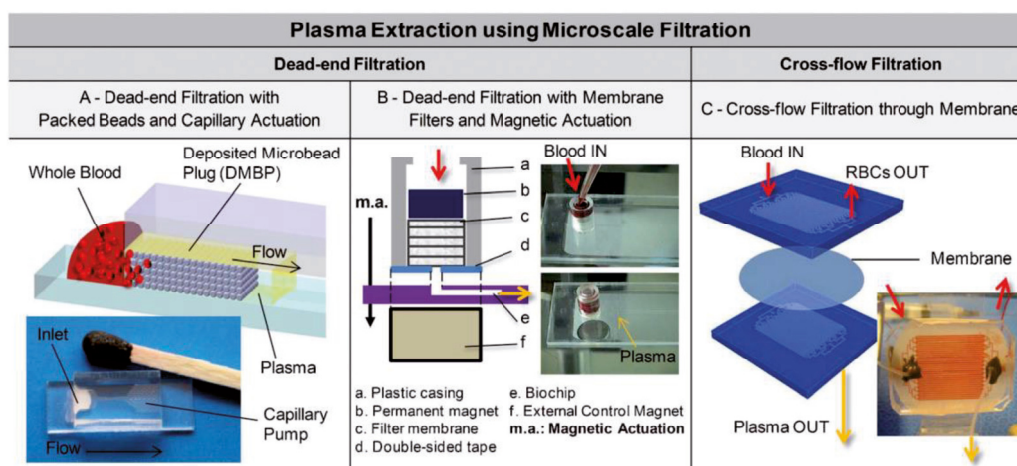 Plasma Extraction using Microscale Filtration
Dead-end Filtration
Cross-flow Filtration
A - Dead-end Filtration with
Packed Beads and Capillary Actuation
B - Dead-end Filtration with Membrane
Filters and Magnetic Actuation
C - Cross-flow Filtration through Membrane
Whole Blood
Deposited Microbead
Plug (DMBP)
Flow
Plasma
Inlet
Capillary
Pump
Flow
m.a.
a
b
c
d
e
f
Blood IN
Plasma
a. Plastic casing
b. Permanent magnet
c. Filter membrane
d. Double-sided tape
e. Biochip
f. External Control Magnet
m.a.: Magnetic Actuation
Blood IN
RBCs OUT
Membrane
Plasma OUT